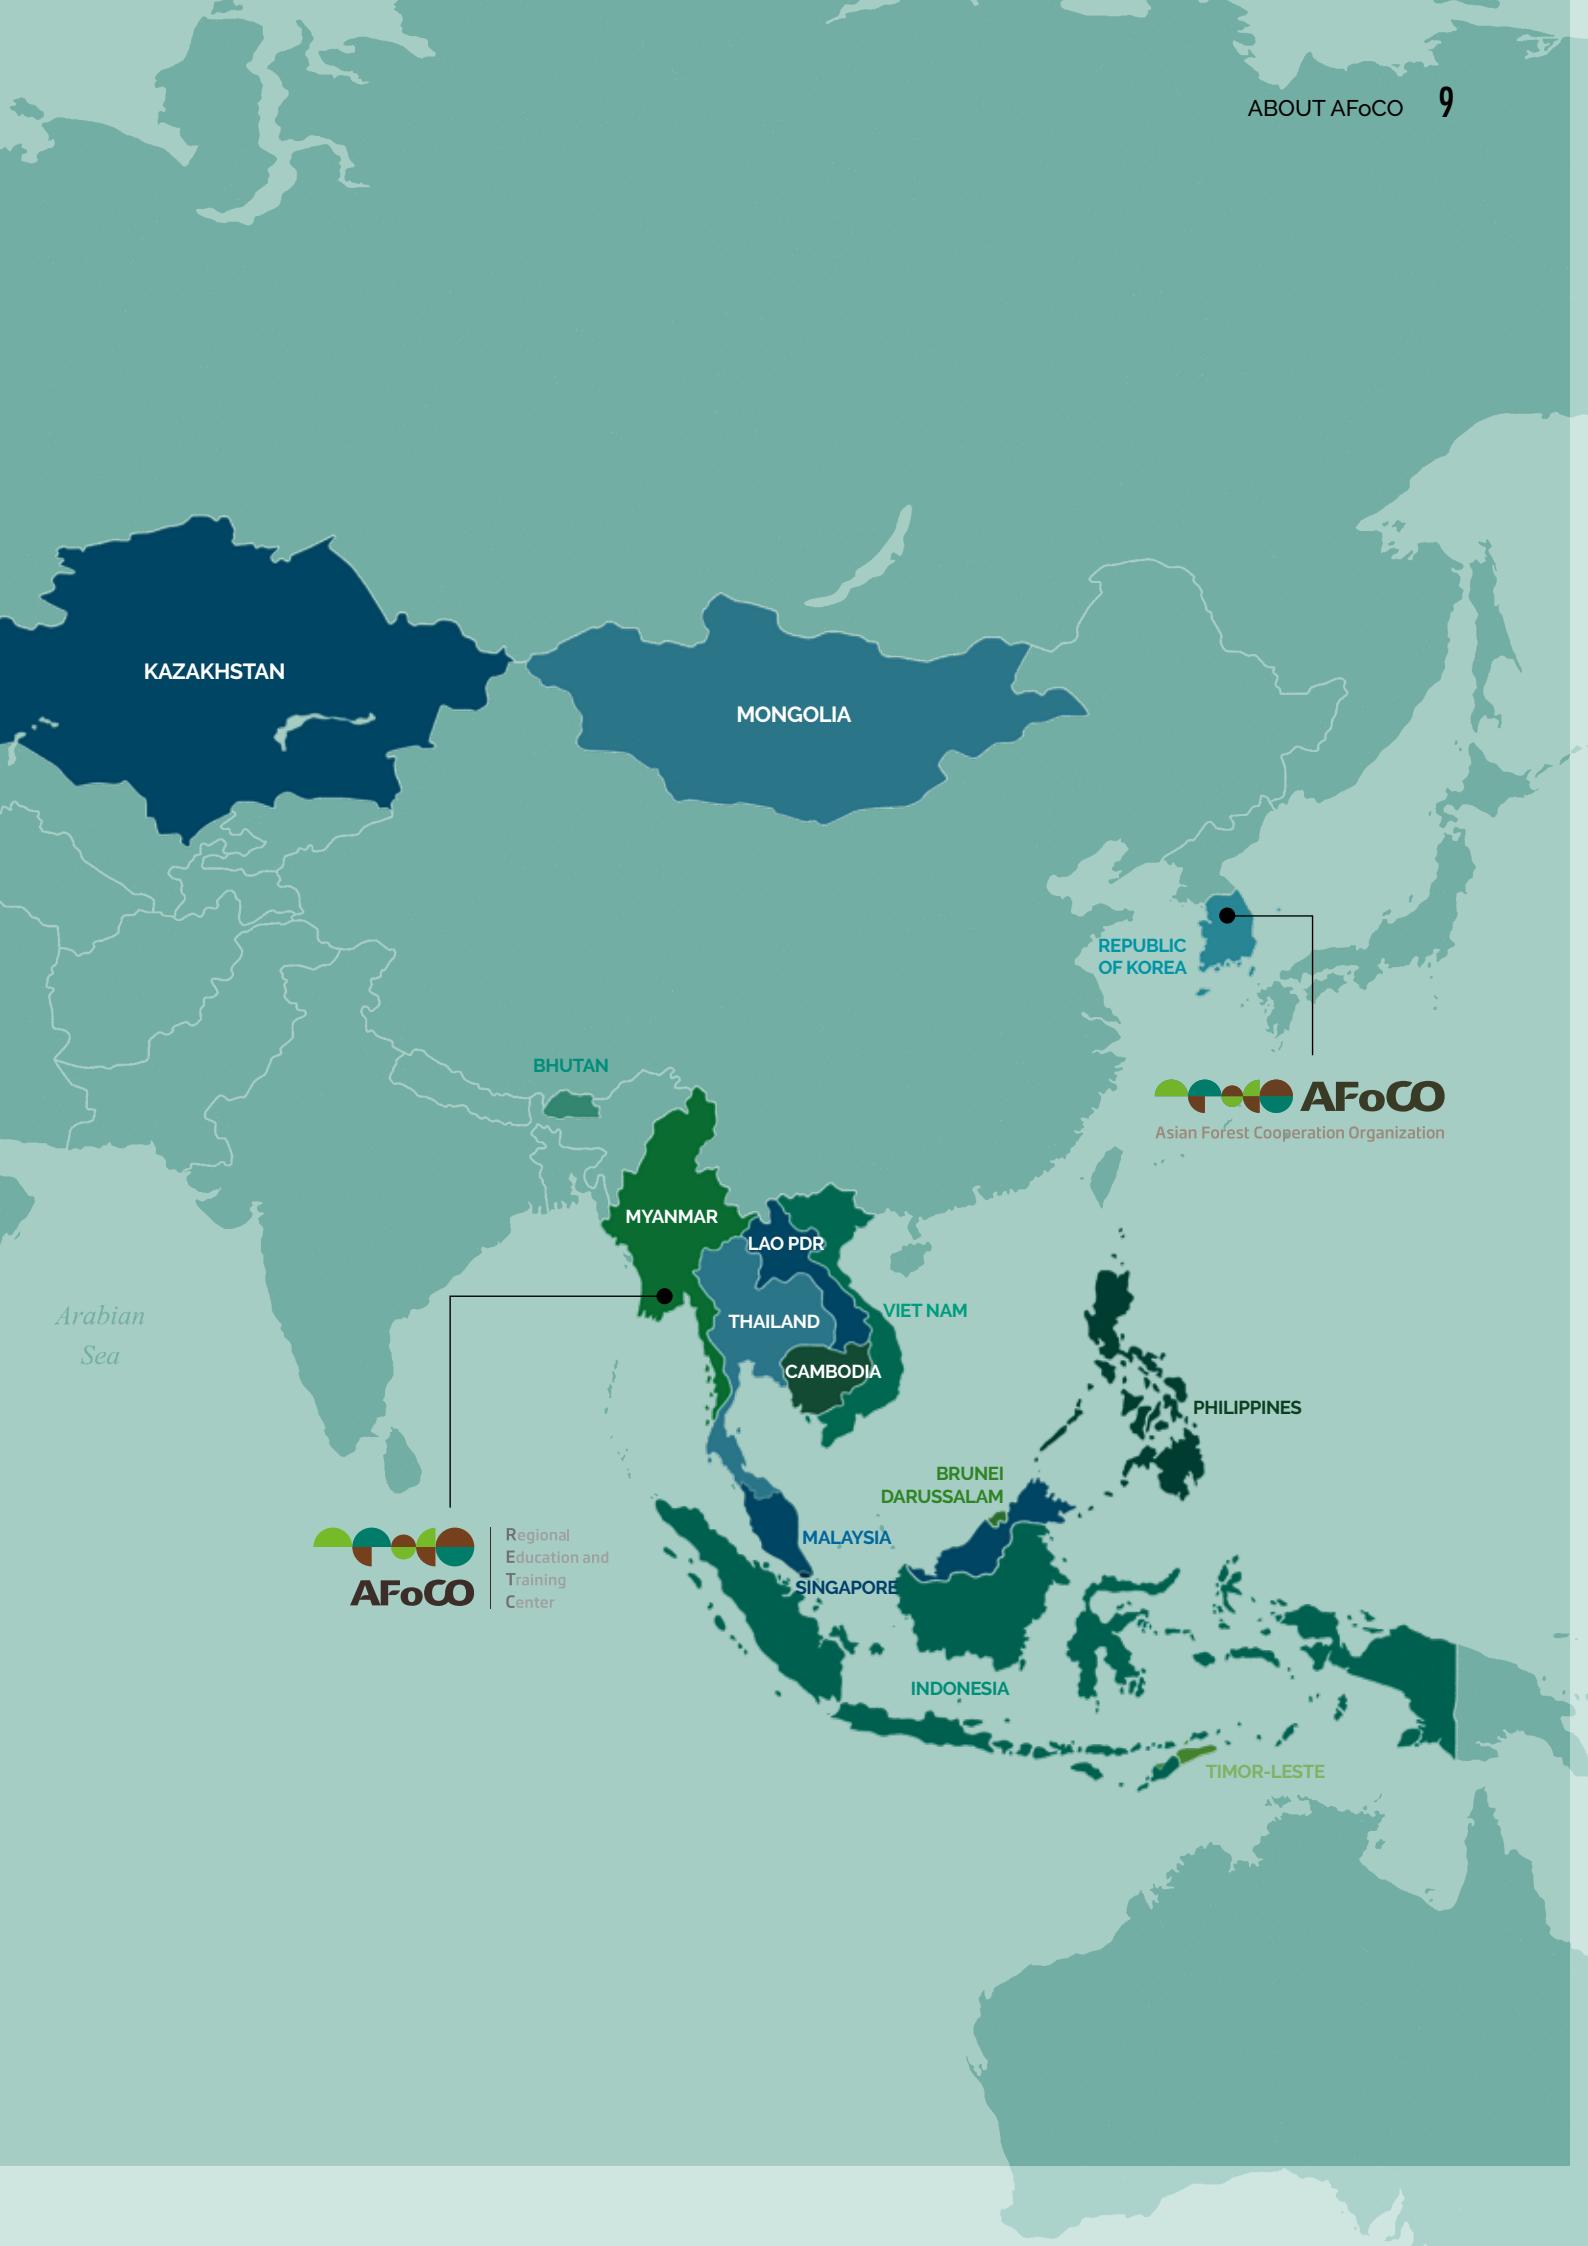 ABOUT AFoCO 9
KAZAKHSTAN
MONGOLIA
REPUBLIC
OF KOREA
BHUTAN
AFoCO
Asian Forest Cooperation Organization
MYANMAR
LAO PDR
Arabian
Sea
VIET NAM
THAILAND
CAMBODIA
PHILIPPINES
BRUNEI
DARUSSALAM
MALAYSIA
SINGAPORE
AFoCO
Regional
Education and
Training
Center
INDONESIA
TIMOR-LESTE